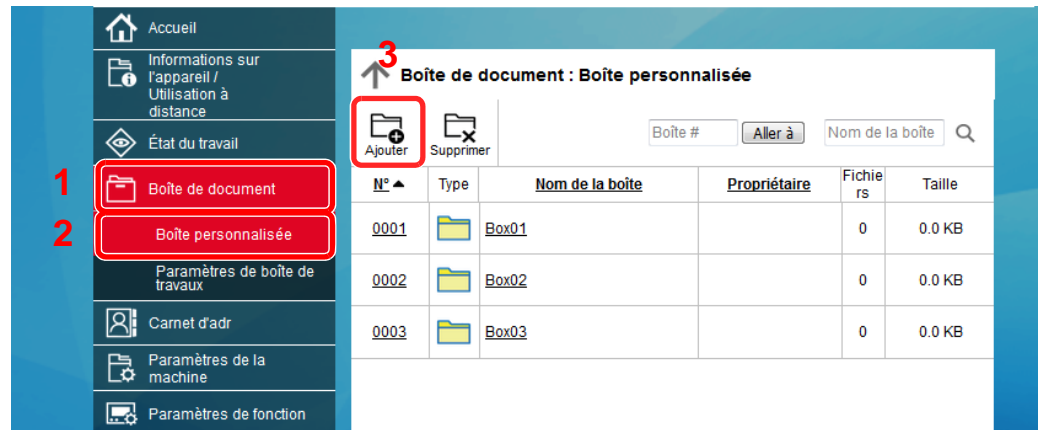 Accueil
Informations sur
l'appareil /
Utilisation à
distance
État du travail
1
Boîte de document
2
Boîte personnalisée
Paramètres de boîte de
travaux
Carnet d'adr
Paramètres de la
machine
Paramètres de fonction
3
Boîte de document : Boîte personnalisée
Ajouter
Supprimer
Boîte #
Aller à
Nom de la boîte
N° Type Nom de la boîte Propriétaire Fichie
rs
Taille
0001 Box01 0 0.0 KB
0002 Box02 0 0.0 KB
0003 Box03 0 0.0 KB